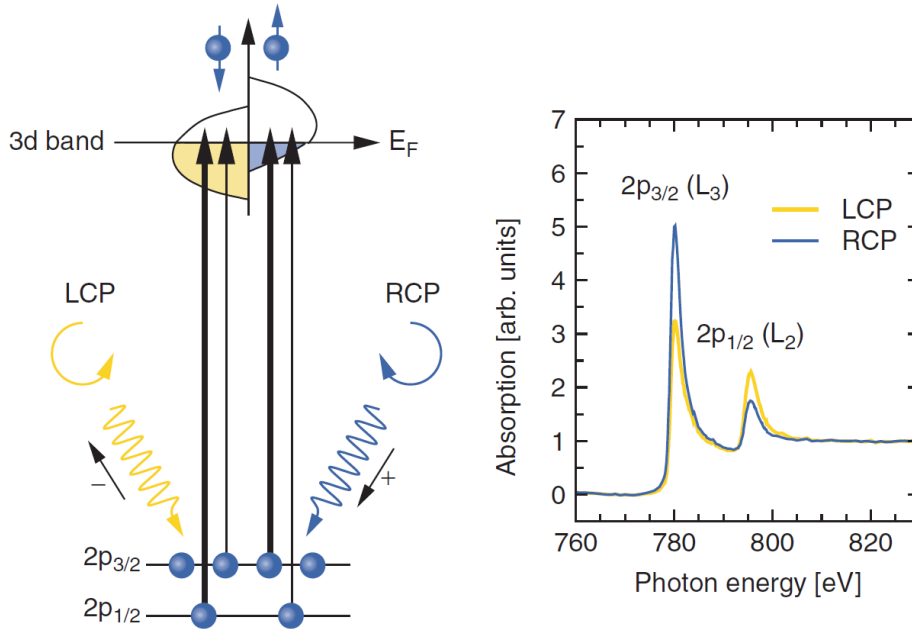 3d band
E_F
LCP
RCP
−
+
2p_3/2
2p_1/2
7
6
5
4
3
2
1
0
Absorption [arb. units]
2p_3/2 (L_3)
2p_1/2 (L_2)
LCP
RCP
760 780 800 820
Photon energy [eV]